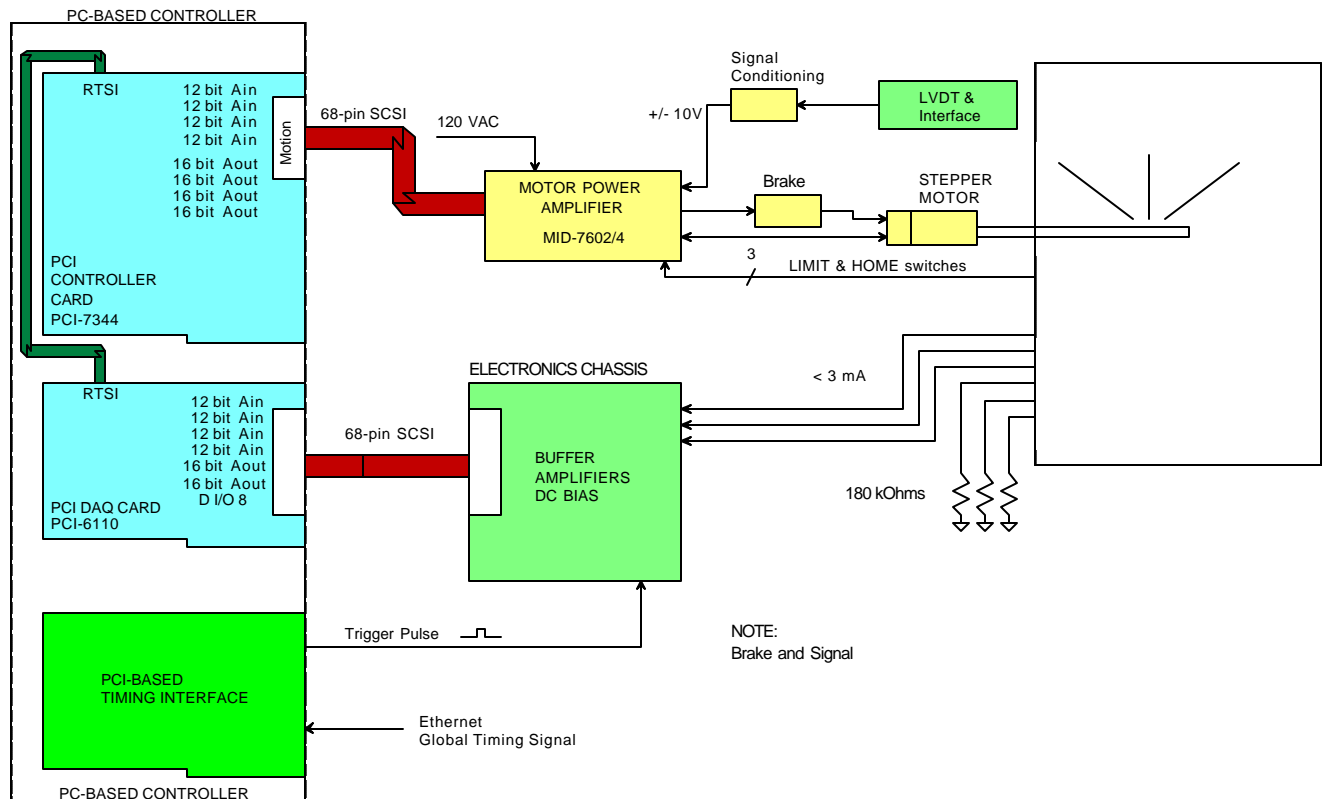 PC-BASED CONTROLLER
RTSI
12 bit Ain
12 bit Ain
12 bit Ain
12 bit Ain
16 bit Aout
16 bit Aout
16 bit Aout
16 bit Aout
Motion
PCI
CONTROLLER
CARD
PCI-7344
68-pin SCSI
120 VAC
MOTOR POWER
AMPLIFIER
MID-7602/4
+/- 10V
Signal
Conditioning
LVDT &
Interface
Brake
STEPPER
MOTOR
3
LIMIT & HOME switches
RTSI
12 bit Ain
12 bit Ain
12 bit Ain
12 bit Ain
16 bit Aout
16 bit Aout
D I/O 8
PCI DAQ CARD
PCI-6110
68-pin SCSI
ELECTRONICS CHASSIS
BUFFER
AMPLIFIERS
DC BIAS
< 3 mA
180 kOhms
PCI-BASED
TIMING INTERFACE
Trigger Pulse
Ethernet
Global Timing Signal
NOTE:
Brake and Signal
PC-BASED CONTROLLER